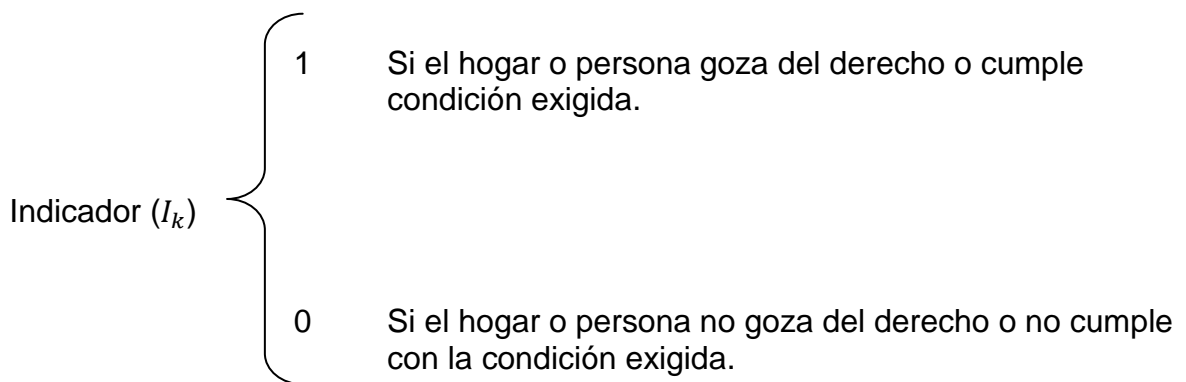 1 Si el hogar o persona goza del derecho o cumple
condición exigida.
Indicador (I_k)
0 Si el hogar o persona no goza del derecho o no cumple
con la condición exigida.